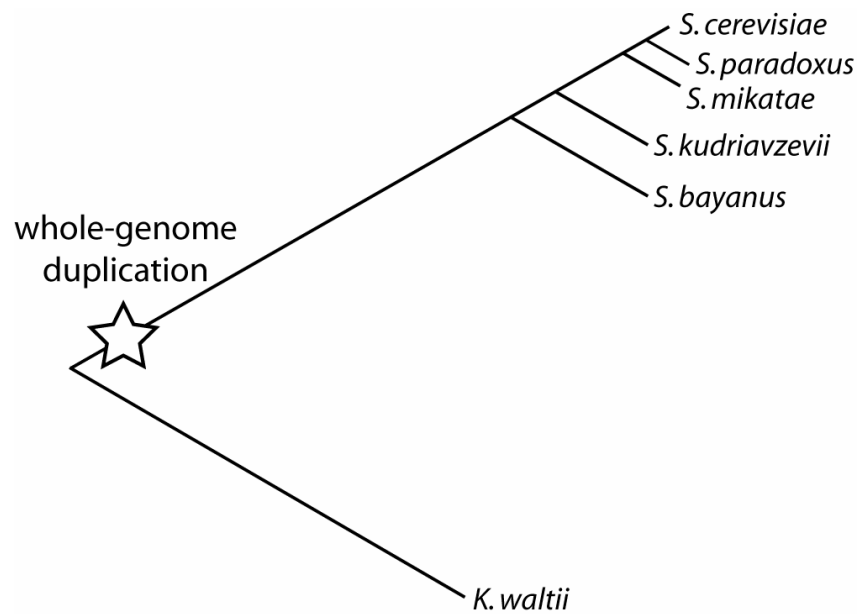 S. cerevisiae
S. paradoxus
S. mikatae
S. kudriavzevii
S. bayanus
whole-genome
duplication
K. waltii